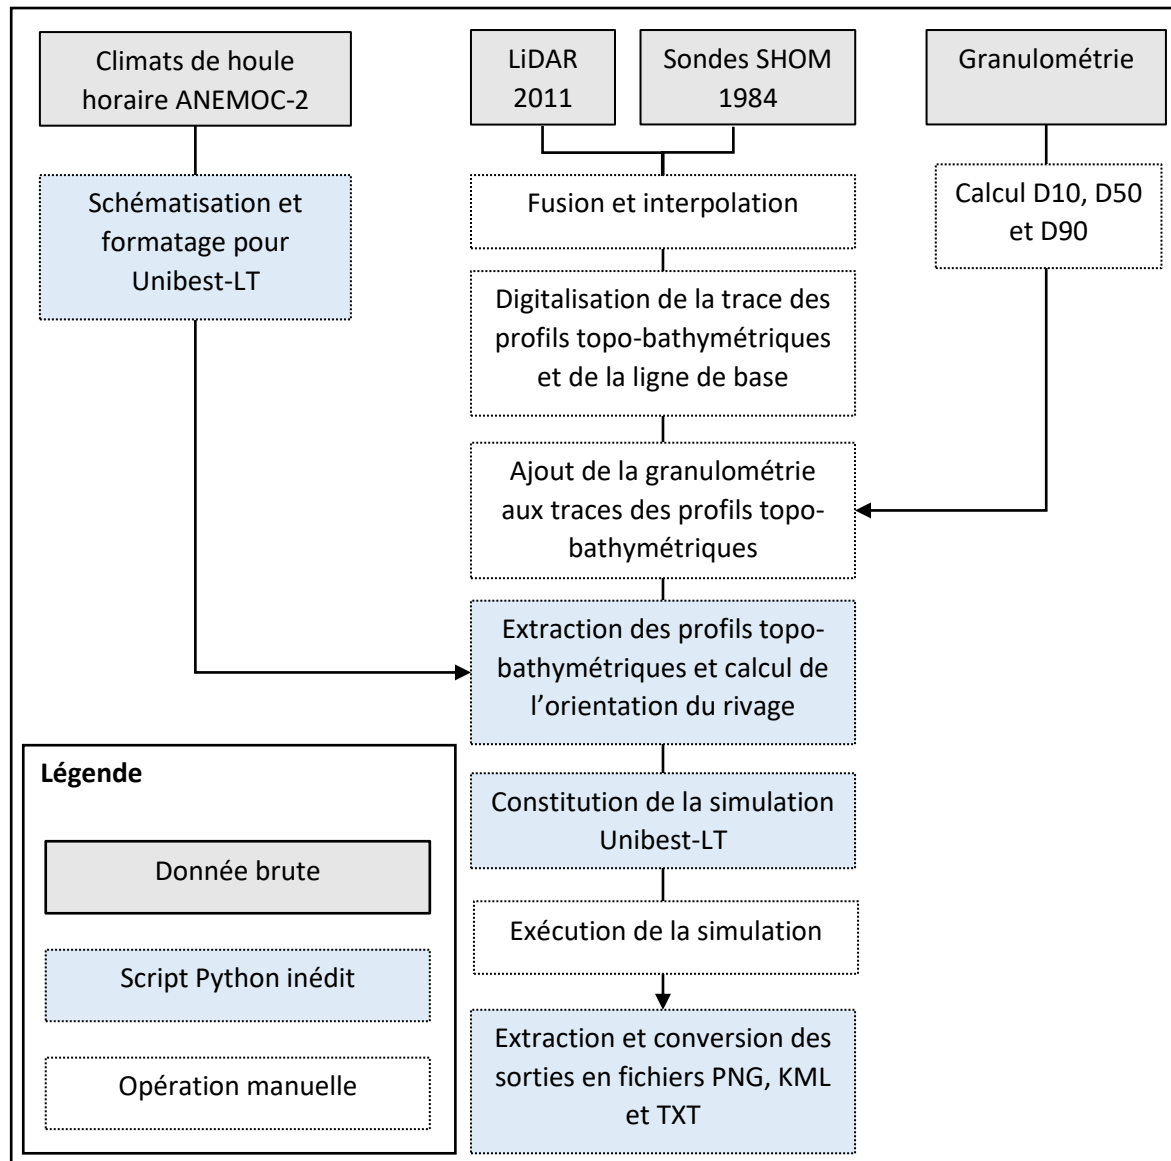 Climats de houle
horaire ANEMOC-2
LiDAR
2011
Sondes SHOM
1984
Granulométrie
Schématisation et
formatage pour
Unibest-LT
Fusion et interpolation
Calcul D10, D50
et D90
Digitalisation de la trace des
profils topo-bathymétriques
et de la ligne de base
Ajout de la granulométrie
aux traces des profils topo-
bathymétriques
Extraction des profils topo-
bathymétriques et calcul de
l’orientation du rivage
Constitution de la simulation
Unibest-LT
Exécution de la simulation
Extraction et conversion des
sorties en fichiers PNG, KML
et TXT
Légende
Donnée brute
Script Python inédit
Opération manuelle